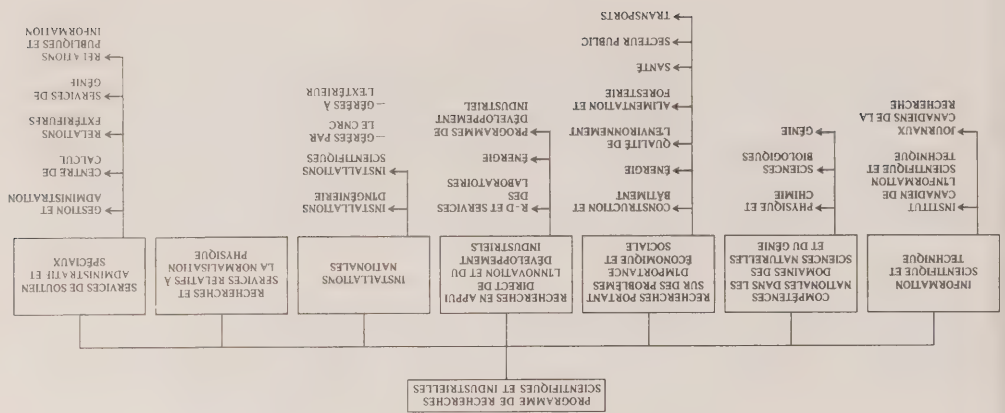 PROGRAMME DE RECHERCHES
SCIENTIFIQUES ET INDUSTRIELLES
INFORMATION
SCIENTIFIQUE ET
TECHNIQUE
INSTITUT
CANADIEN DE
L'INFORMATION
SCIENTIFIQUE ET
TECHNIQUE
JOURNAUX
CANADIENS DE LA
RECHERCHE
COMPÉTENCES
NATIONALES DANS LES
DOMAINES DES
SCIENCES NATURELLES
ET DU GÉNIE
PHYSIQUE ET
CHIMIE
SCIENCES
BIOLOGIQUES
GÉNIE
RECHERCHES PORTANT
SUR DES PROBLÈMES
D'IMPORTANCE
ÉCONOMIQUE ET
SOCIALE
CONSTRUCTION ET
BÂTIMENT
ÉNERGIE
QUALITÉ DE
L'ENVIRONNEMENT
ALIMENTATION ET
FORESTERIE
SANTÉ
SECTEUR PUBLIC
TRANSPORTS
RECHERCHES EN APPUI
DIRECT DE
L'INNOVATION ET DU
DÉVELOPPEMENT
INDUSTRIELS
R-D ET SERVICES
DES
LABORATOIRES
ÉNERGIE
PROGRAMMES DE
DÉVELOPPEMENT
INDUSTRIEL
INSTALLATIONS
NATIONALES
INSTALLATIONS
D'INGÉNIERIE
INSTALLATIONS
SCIENTIFIQUES
—GÉRÉES PAR
LE CNRC
—GÉRÉES À
L'EXTÉRIEUR
RECHERCHES ET
SERVICES RELATIFS À
LA NORMALISATION
PHYSIQUE
SERVICES DE SOUTIEN
ADMINISTRATIF ET
SPÉCIAUX
GESTION ET
ADMINISTRATION
CENTRE DE
CALCUL
RELATIONS
EXTÉRIEURES
SERVICES DE
GÉNIE
RELATIONS
PUBLIQUES ET
INFORMATION